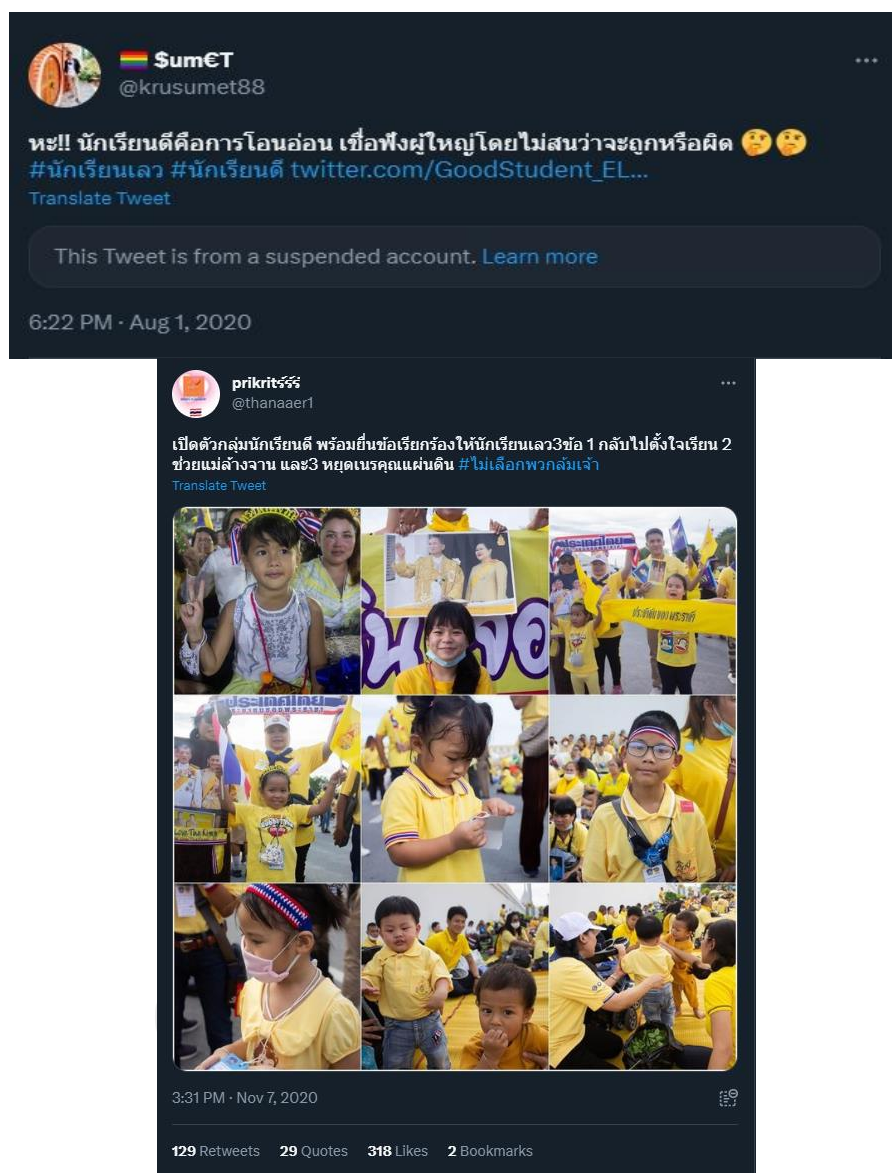 $um€T
@krusumet88
หะ!! นักเรียนดีคือการโอนอ่อน เชื่อฟังผู้ใหญ่โดยไม่สนว่าจะถูกหรือผิด 🤔🤔
#นักเรียนเลว #นักเรียนดี twitter.com/GoodStudent_EL...
Translate Tweet
This Tweet is from a suspended account. Learn more
6:22 PM · Aug 1, 2020
@thanaaer1
เปิดตัวกลุ่มนักเรียนดี พร้อมยื่นข้อเรียกร้องให้นักเรียนเลว3ข้อ 1 กลับไปตั้งใจเรียน 2
ช่วยแม่ล้างจาน และ3 หยุดเนรคุณแผ่นดิน #ไม่เลือกพวกล้มเจ้า
Translate Tweet
ประเทศไทย
ประเทศไทย
Love The King
3:31 PM · Nov 7, 2020
129 Retweets 29 Quotes 318 Likes 2 Bookmarks